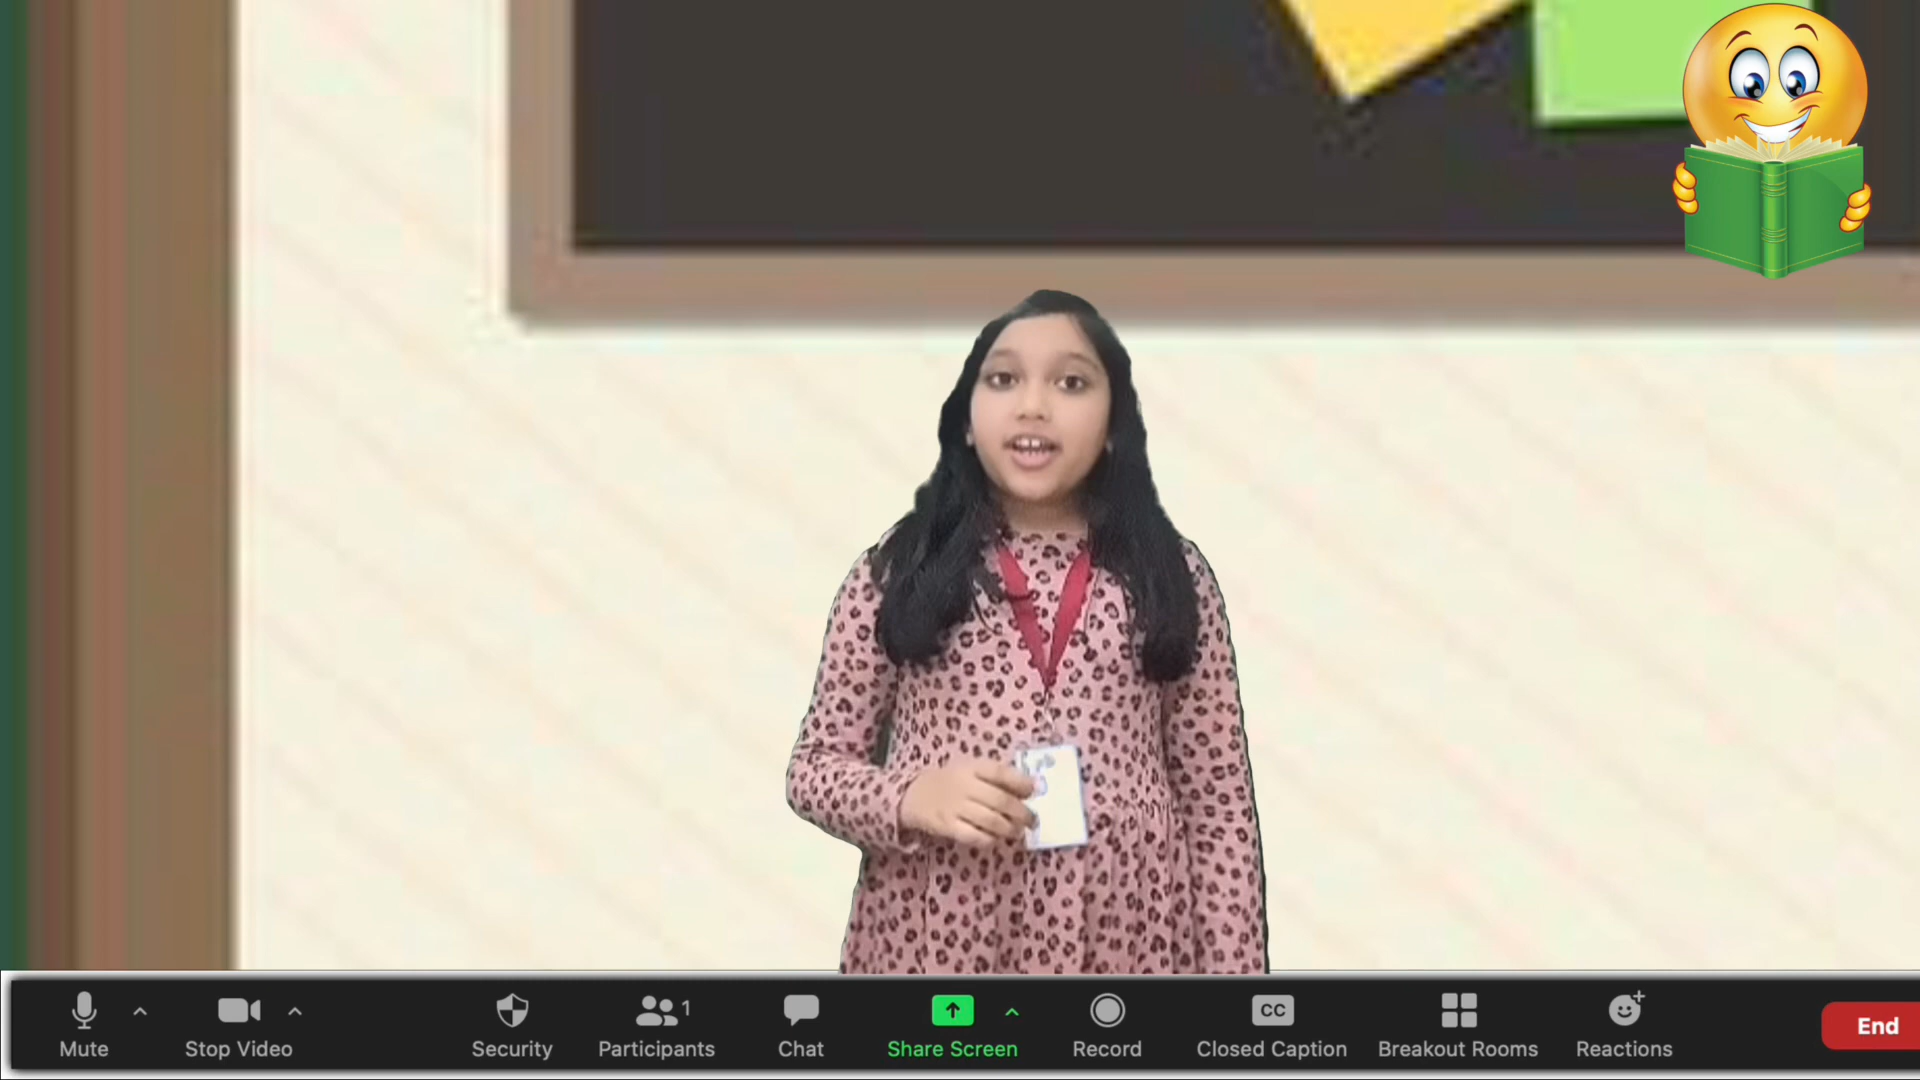 1
Mute
Stop Video
Security
Participants
Chat
Share Screen
Record
CC
Closed Caption
Breakout Rooms
Reactions
End